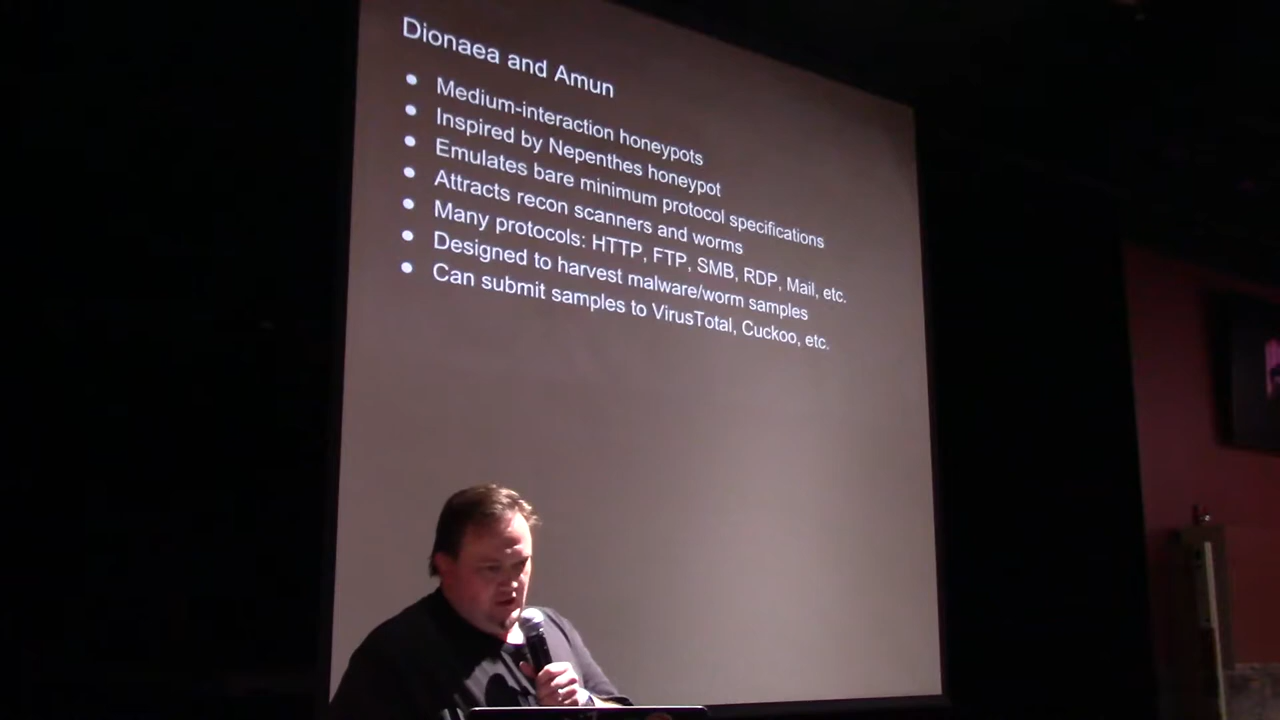 Dionaea and Amun
● Medium-interaction honeypots
● Inspired by Nepenthes honeypot
● Emulates bare minimum protocol specifications
● Attracts recon scanners and worms
● Many protocols: HTTP, FTP, SMB, RDP, Mail, etc.
● Designed to harvest malware/worm samples
● Can submit samples to VirusTotal, Cuckoo, etc.